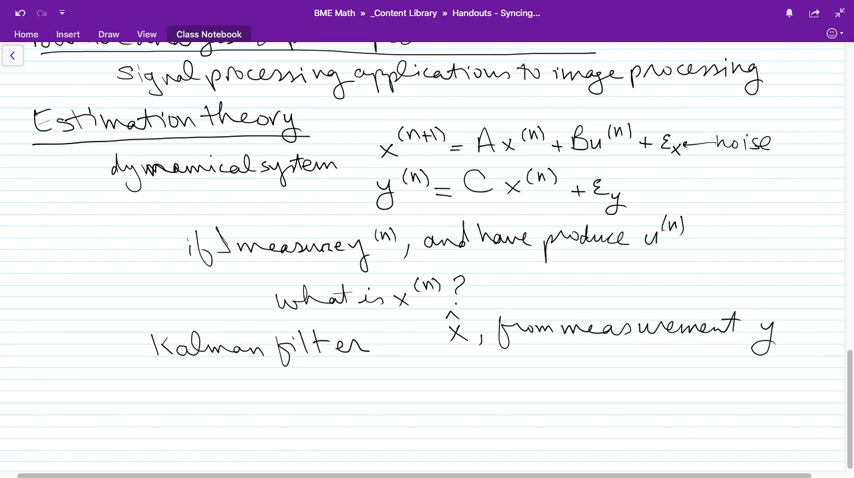 BME Math » _Content Library » Handouts - Syncing...
Home Insert Draw View Class Notebook
signal processing applications to image processing
Estimation theory
dynamical system x^(n+1) = A x^(n) + B u^(n) + ε_x ← noise
y^(n) = C x^(n) + ε_y
if I measure y^(n), and have produce u^(n)
what is x^(n)?
Kalman filter x̂, from measurement y